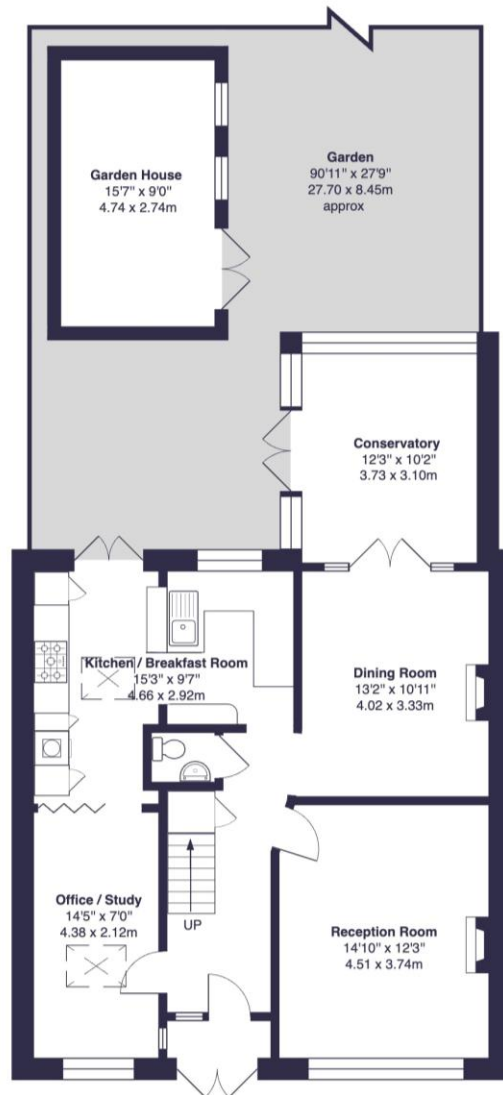 Garden House
15'7" x 9'0"
4.74 x 2.74m
Garden
90'11" x 27'9"
27.70 x 8.45m
approx
Conservatory
12'3" x 10'2"
3.73 x 3.10m
Kitchen / Breakfast Room
15'3" x 9'7"
4.66 x 2.92m
Dining Room
13'2" x 10'11"
4.02 x 3.33m
Office / Study
14'5" x 7'0"
4.38 x 2.12m
UP
Reception Room
14'10" x 12'3"
4.51 x 3.74m